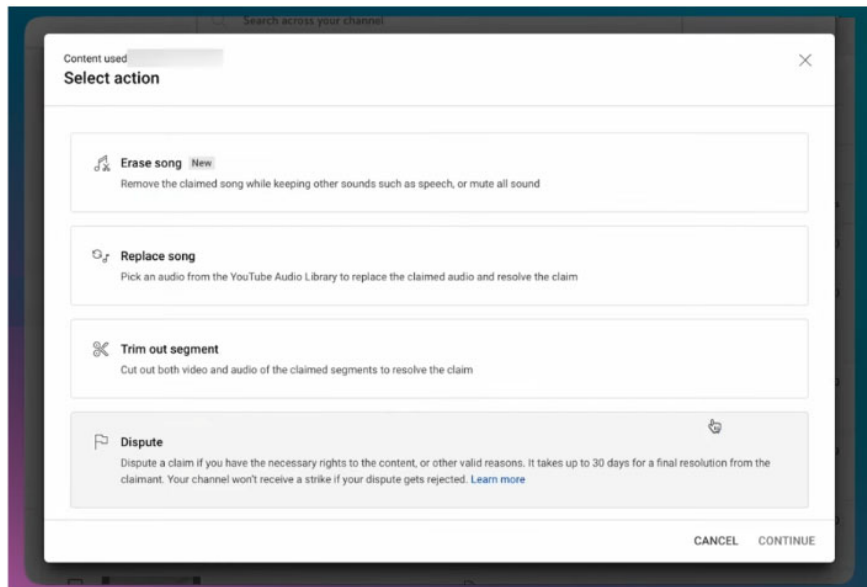 Search across your channel
Content used
Select action
Erase song New
Remove the claimed song while keeping other sounds such as speech, or mute all sound
Replace song
Pick an audio from the YouTube Audio Library to replace the claimed audio and resolve the claim
Trim out segment
Cut out both video and audio of the claimed segments to resolve the claim
Dispute
Dispute a claim if you have the necessary rights to the content, or other valid reasons. It takes up to 30 days for a final resolution from the
claimant. Your channel won't receive a strike if your dispute gets rejected. Learn more
CANCEL CONTINUE